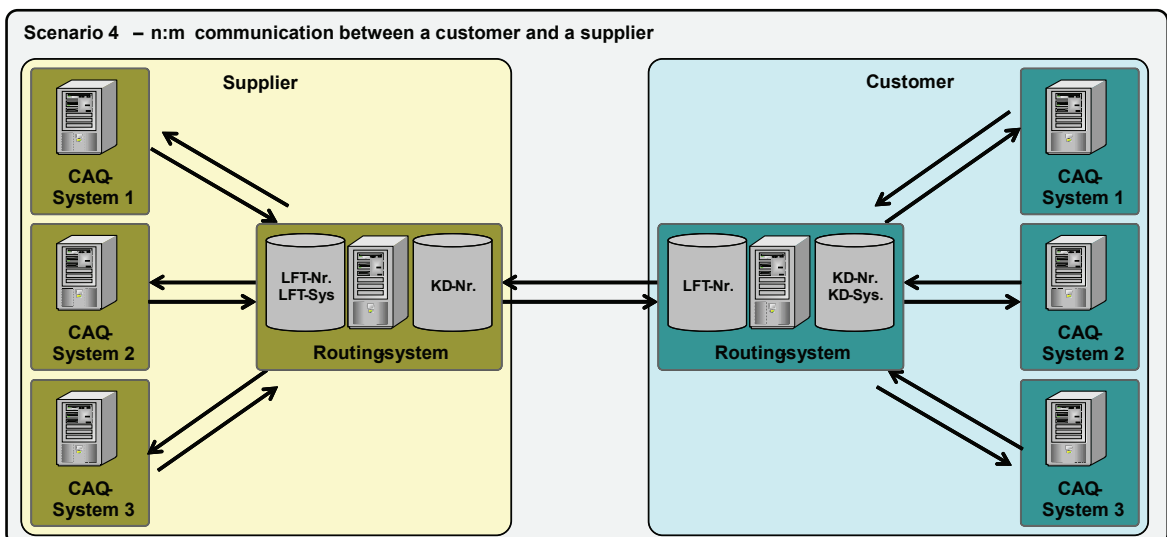 Scenario 4 – n:m communication between a customer and a supplier
Supplier
CAQ-
System 1
CAQ-
System 2
CAQ-
System 3
LFT-Nr.
LFT-Sys
KD-Nr.
Routingsystem
Customer
LFT-Nr.
KD-Nr.
KD-Sys.
Routingsystem
CAQ-
System 1
CAQ-
System 2
CAQ-
System 3